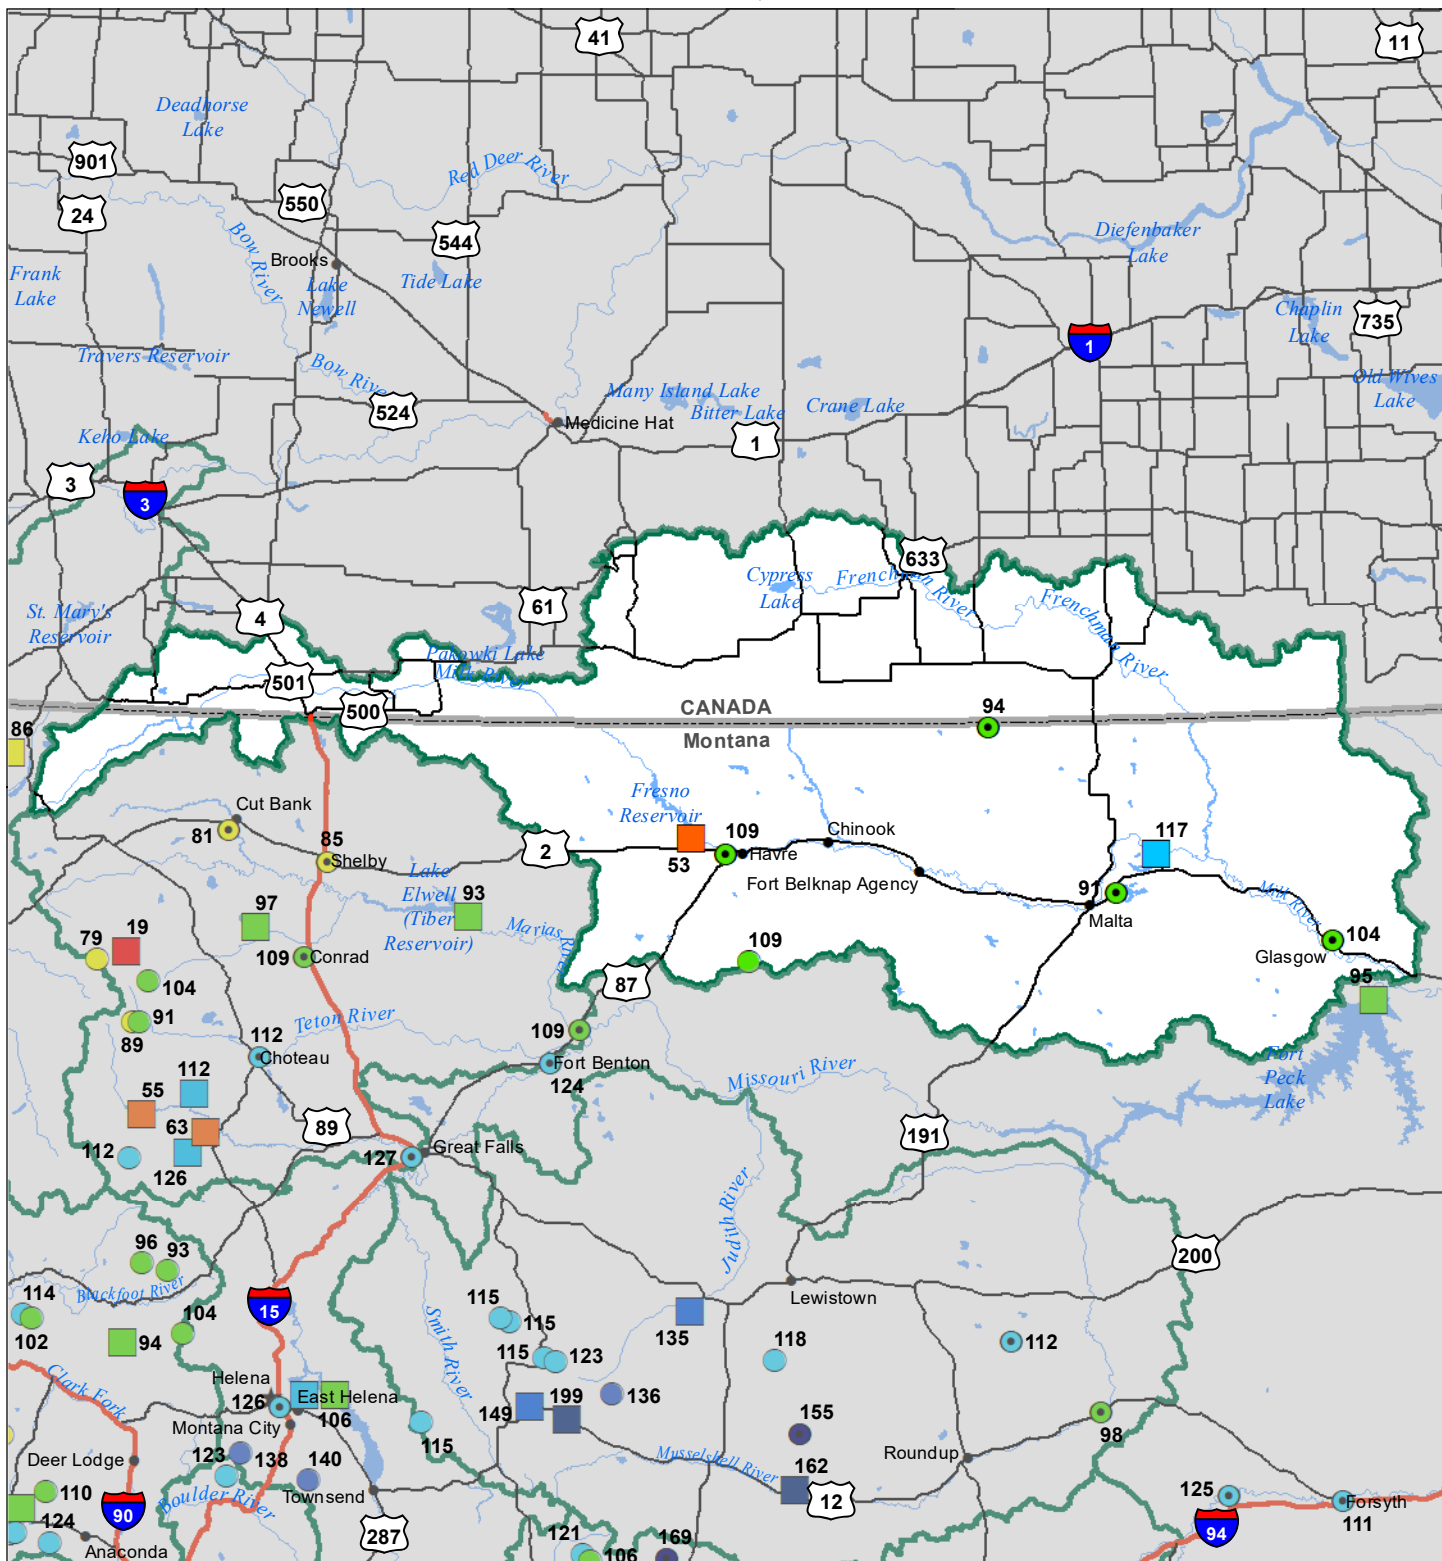 41
11
Deadhorse
Lake
901
Red Deer River
550
24
544
Bow River
Diefenbaker
Lake
Brooks
Frank
Lake
Lake
Newell
Tide Lake
Chaplin
Lake
735
1
Travers Reservoir
Bow River
524
Many Island Lake
Bitter Lake
Crane Lake
Old Wives
Lake
Medicine Hat
1
Keho Lake
3
3
633
Cypress
Lake
Frenchman River
Frenchman River
61
St. Mary's
Reservoir
4
Pakowki Lake
Milk River
501
500
CANADA
Montana
94
86
Fresno
Reservoir
Cut Bank
81
85
Shelby
2
53
109
Havre
Chinook
117
Fort Belknap Agency
91
Malta
Milk River
Lake
Elwell
(Tiber
Reservoir)
93
97
Marias River
79
19
109
Conrad
104
109
87
104
Glasgow
95
91
89
Teton River
109
112
Choteau
Fort Benton
124
Missouri River
Fort
Peck
Lake
112
55
63
89
191
112
126
127
Great Falls
Judith River
200
96
93
Blackfoot River
15
Lewistown
114
102
104
94
Smith River
115
115
135
115
123
118
112
Clark Fork
Helena
126
East Helena
106
136
149
199
155
98
Montana City
115
Deer Lodge
123
138
140
Townsend
Musselshell River
Roundup
162
12
110
90
Boulder River
125
Forsyth
111
94
124
Anaconda
287
121
106
169